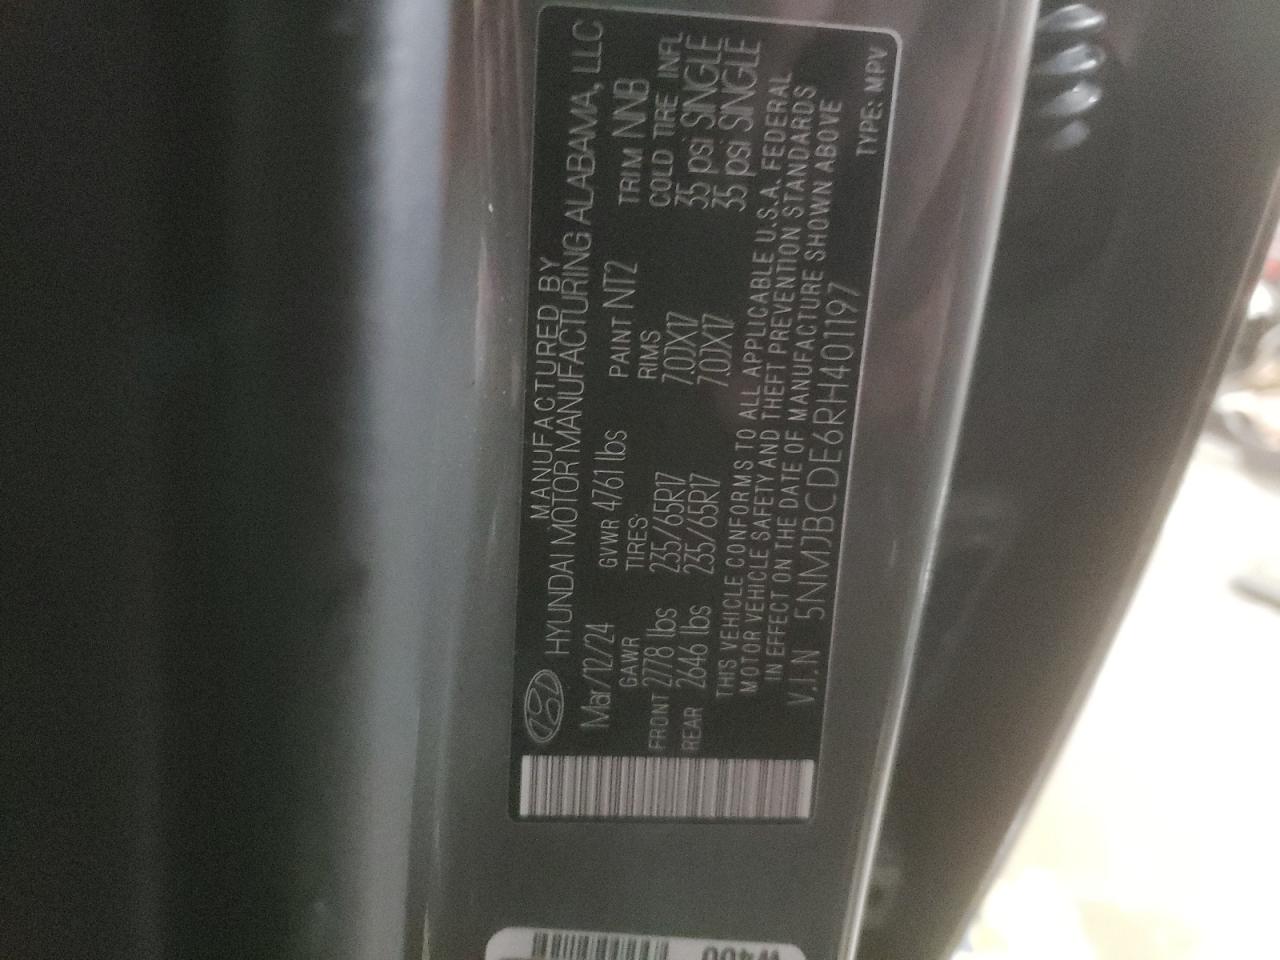 MANUFACTURED BY
HYUNDAI MOTOR MANUFACTURING ALABAMA, LLC
Mar/12/24 GVWR 4761 lbs PAINT NT2 TRIM NNB
GAWR TIRES: RIMS COLD TIRE INFL
FRONT 2778 lbs 235/65R17 7.0JX17 35 psi SINGLE
REAR 2646 lbs 235/65R17 7.0JX17 35 psi SINGLE
THIS VEHICLE CONFORMS TO ALL APPLICABLE U.S.A. FEDERAL
MOTOR VEHICLE SAFETY AND THEFT PREVENTION STANDARDS
IN EFFECT ON THE DATE OF MANUFACTURE SHOWN ABOVE
V.I.N 5NMJBCDE6RH401197
TYPE: MPV